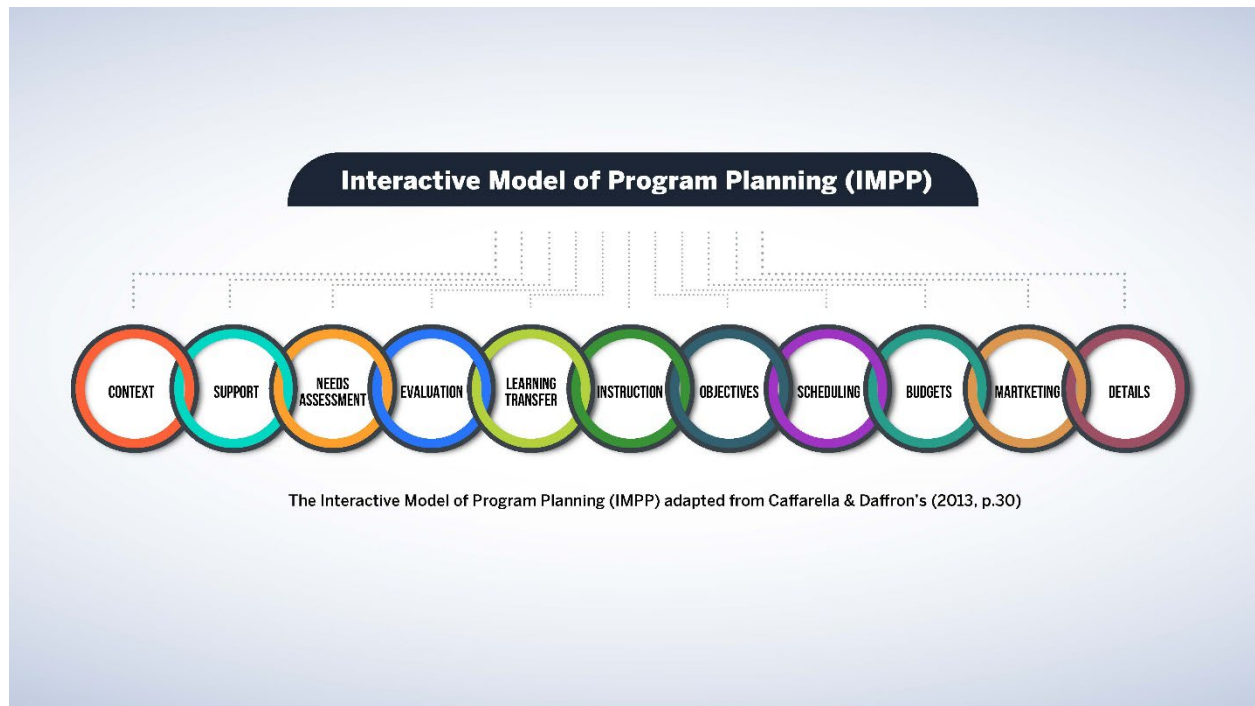 Interactive Model of Program Planning (IMPP)
CONTEXT
SUPPORT
NEEDS
ASSESSMENT
EVALUATION
LEARNING
TRANSFER
INSTRUCTION
OBJECTIVES
SCHEDULING
BUDGETS
MARTKETING
DETAILS
The Interactive Model of Program Planning (IMPP) adapted from Caffarella & Daffron's (2013, p.30)